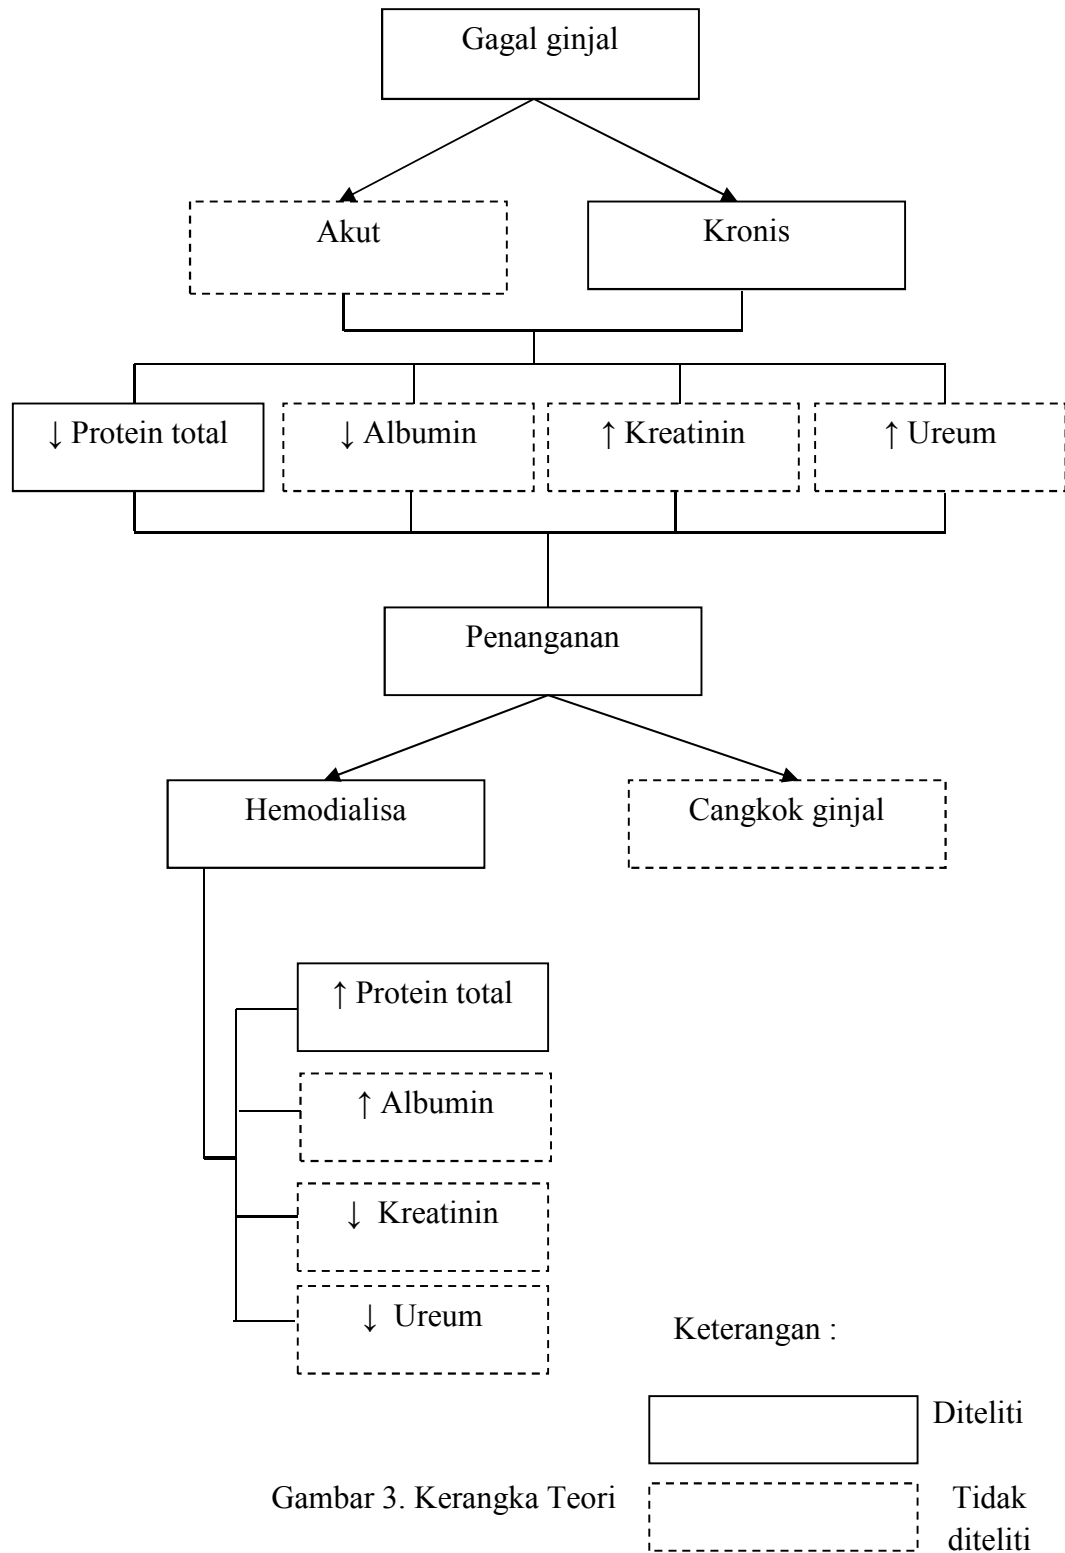 Gagal ginjal
Akut
Kronis
↓ Protein total
↓ Albumin
↑ Kreatinin
↑ Ureum
Penanganan
Hemodialisa
Cangkok ginjal
↑ Protein total
↑ Albumin
↓ Kreatinin
↓ Ureum
Keterangan :
Diteliti
Gambar 3. Kerangka Teori
Tidak
diteliti